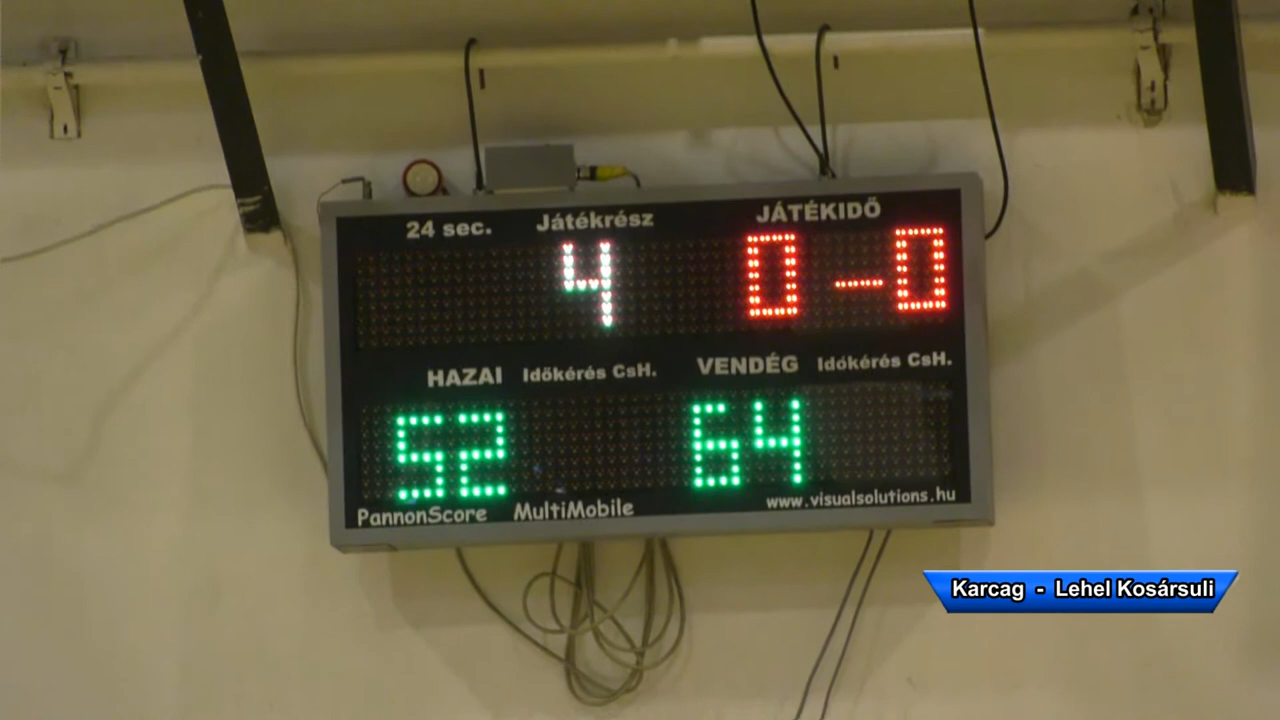 24 sec. Játékrész JÁTÉKIDŐ
4 0-0
HAZAI Időkérés CsH. VENDÉG Időkérés CsH.
52 64
PannonScore MultiMobile www.visualsolutions.hu
Karcag - Lehel Kosársuli